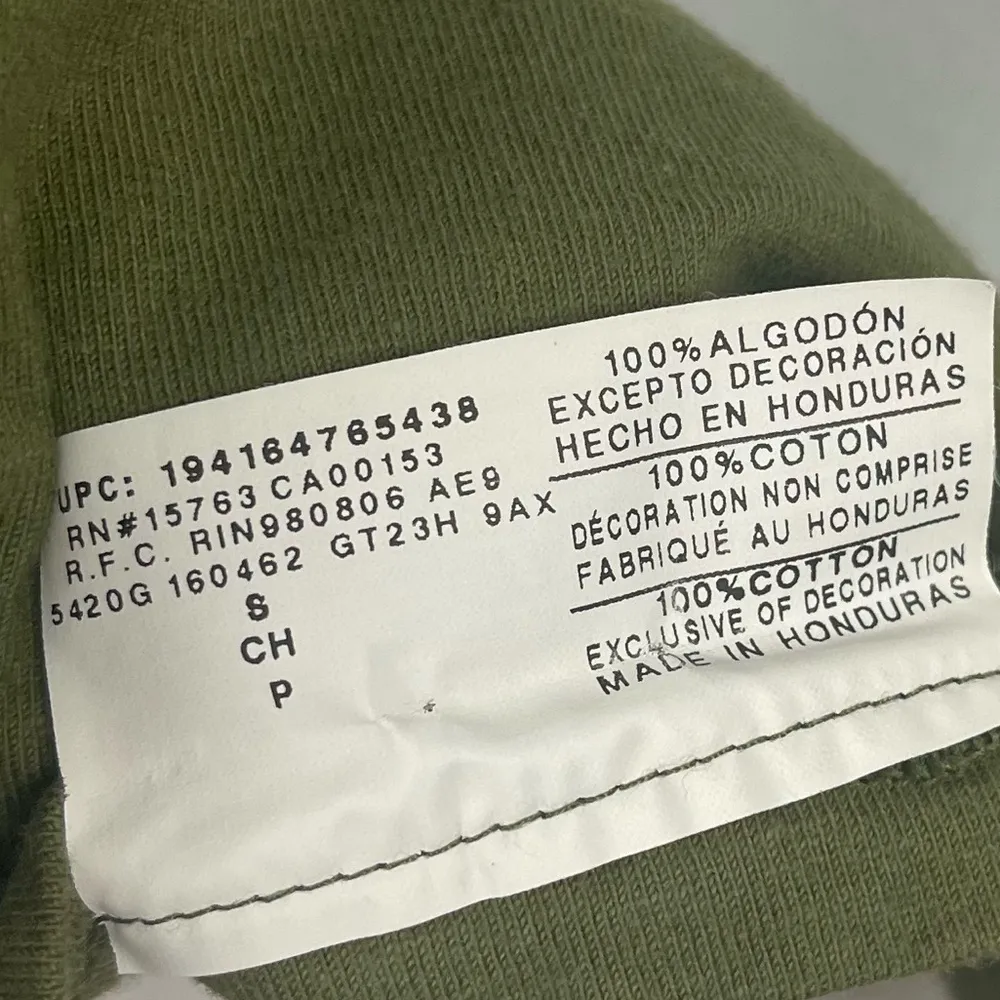 UPC: 194164765438
RN#15763 CA00153
R.F.C. RIN980806 AE9
5420G 160462 GT23H 9AX
S
CH
P
100% ALGODÓN
EXCEPTO DECORACIÓN
HECHO EN HONDURAS
100% COTON
DÉCORATION NON COMPRISE
FABRIQUÉ AU HONDURAS
100% COTTON
EXCLUSIVE OF DECORATION
MADE IN HONDURAS